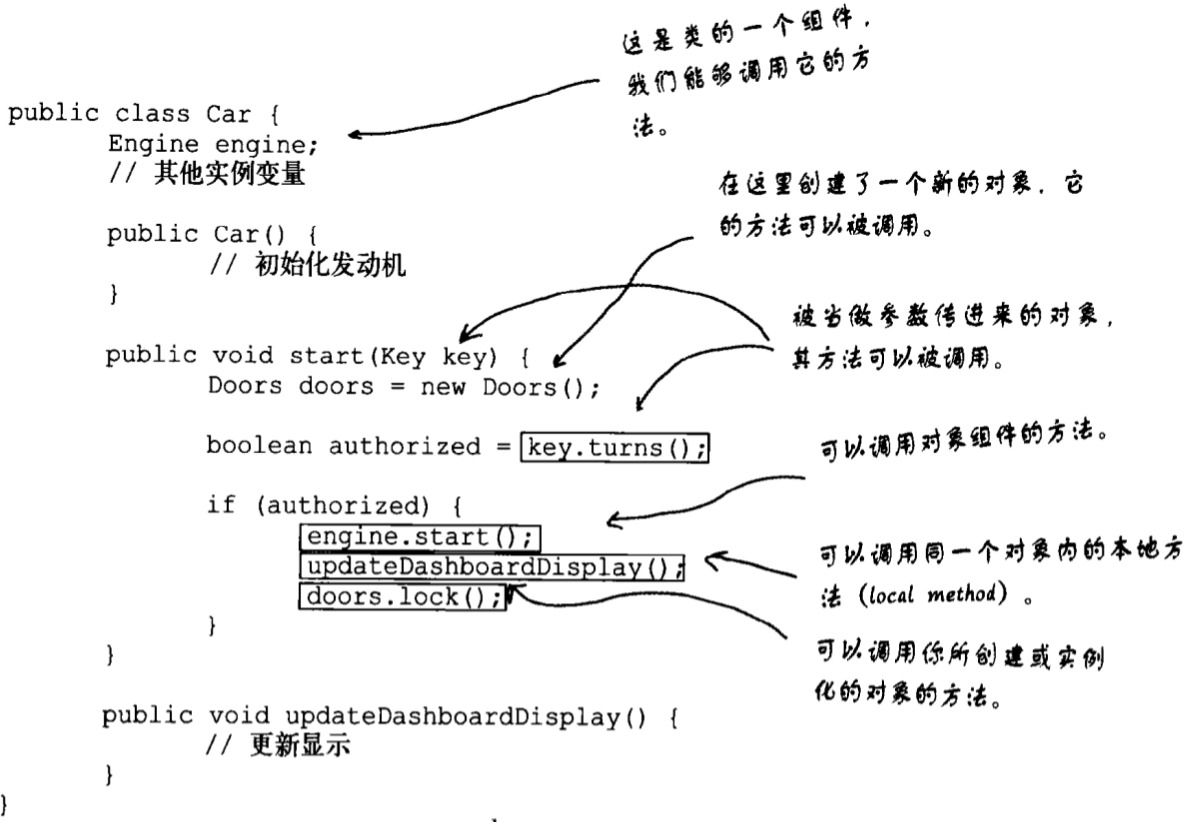 这是类的一个组件，
我们能够调用它的方
法。
public class Car {
Engine engine;
// 其他实例变量
在这里创建了一个新的对象，它
的方法可以被调用。
public Car() {
// 初始化发动机
}
被当做参数传进来的对象，
其方法可以被调用。
public void start(Key key) {
Doors doors = new Doors();
boolean authorized = key.turns();
可以调用对象组件的方法。
if (authorized) {
engine.start();
updateDashboardDisplay();
doors.lock();
可以调用同一个对象内的本地方
法（local method）。
}
}
可以调用你所创建或实例
化的对象的方法。
public void updateDashboardDisplay() {
// 更新显示
}
}